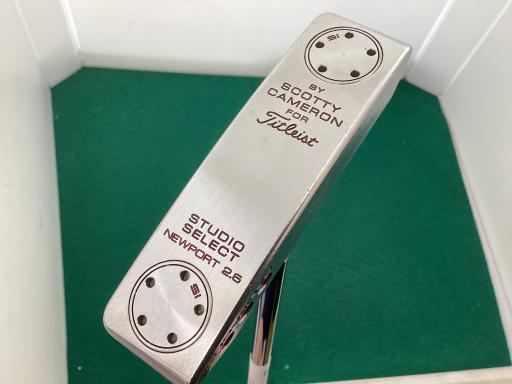 BY
SCOTTY
CAMERON
FOR
Titleist
STUDIO
SELECT
NEWPORT 2.6